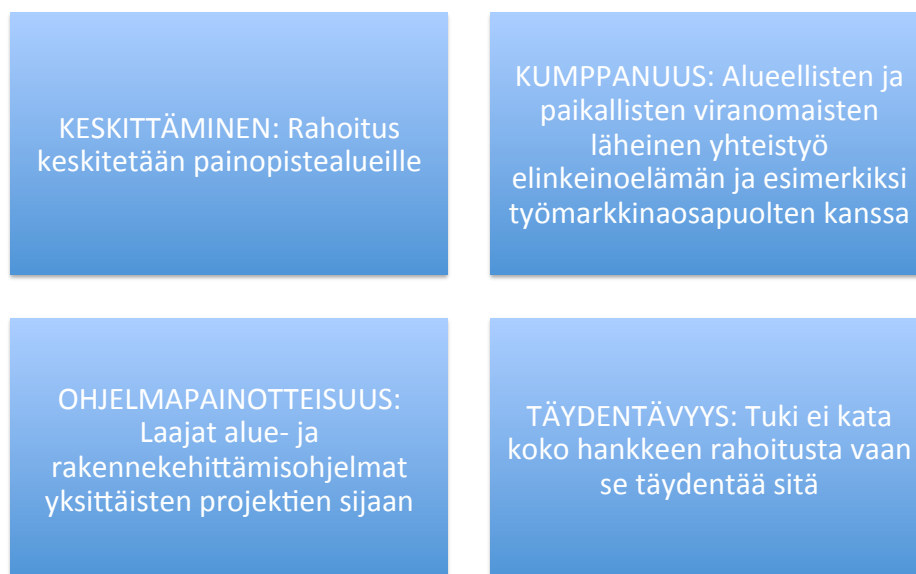 KESKITTÄMINEN: Rahoitus
keskitetään painopistealueille
KUMPPANUUS: Alueellisten ja
paikallisten viranomaisten
läheinen yhteistyö
elinkeinoelämän ja esimerkiksi
työmarkkinaosapuolten kanssa
OHJELMAPAINOTTEISUUS:
Laajat alue- ja
rakennekehittämisohjelmat
yksittäisten projektien sijaan
TÄYDENTÄVYYS: Tuki ei kata
koko hankkeen rahoitusta vaan
se täydentää sitä